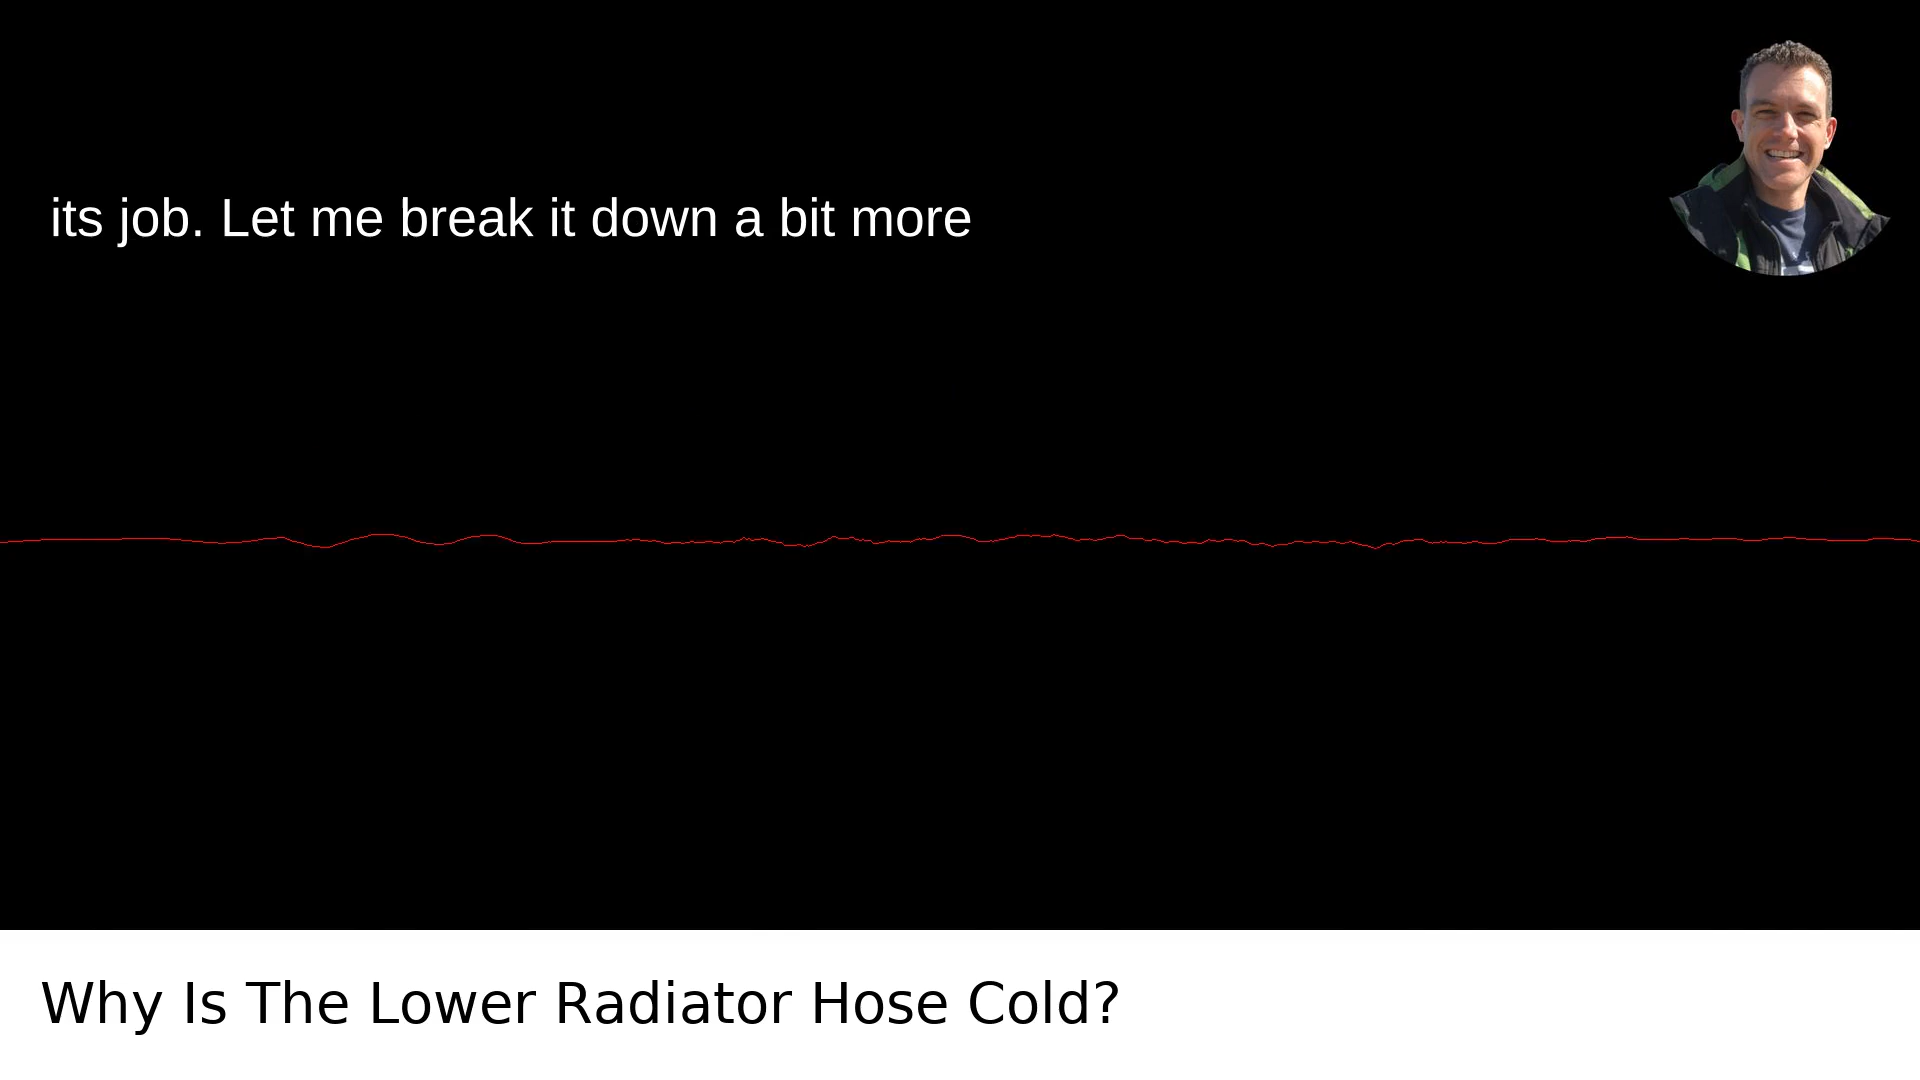 its job. Let me break it down a bit more
Why Is The Lower Radiator Hose Cold?